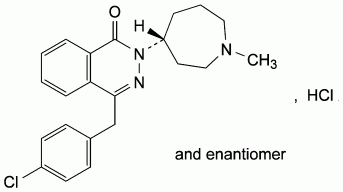 O
H
N
N
N
CH3
, HCl
Cl
and enantiomer